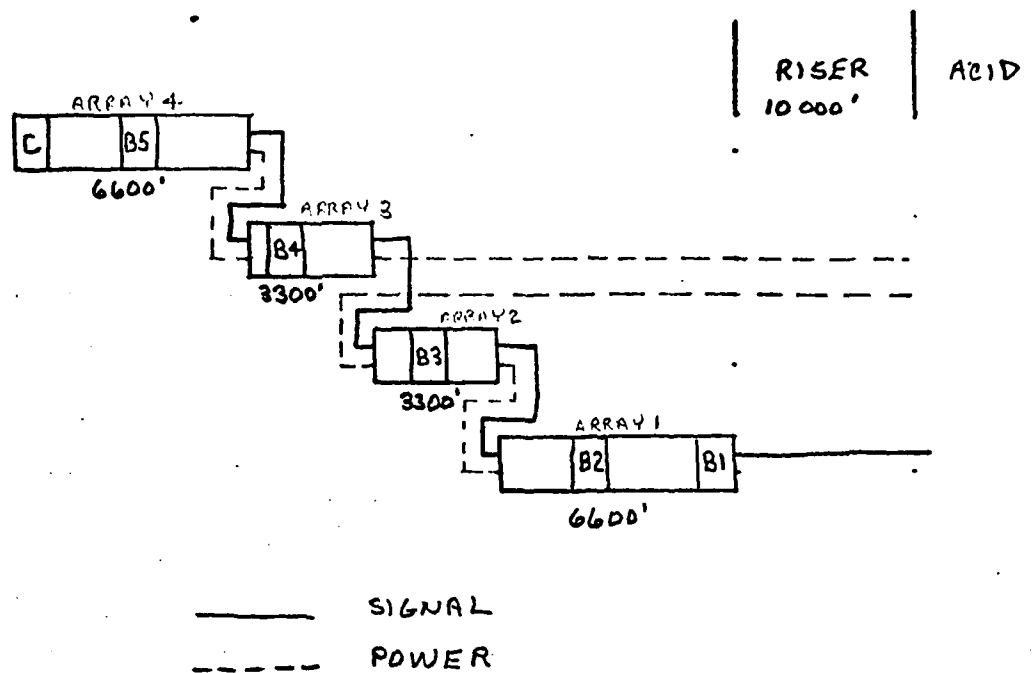 RISER
10 000'
ACID
ARRAY 4
C
B5
6600'
ARRAY 3
B4
3300'
ARRAY 2
B3
3300'
ARRAY 1
B2
B1
6600'
SIGNAL
POWER